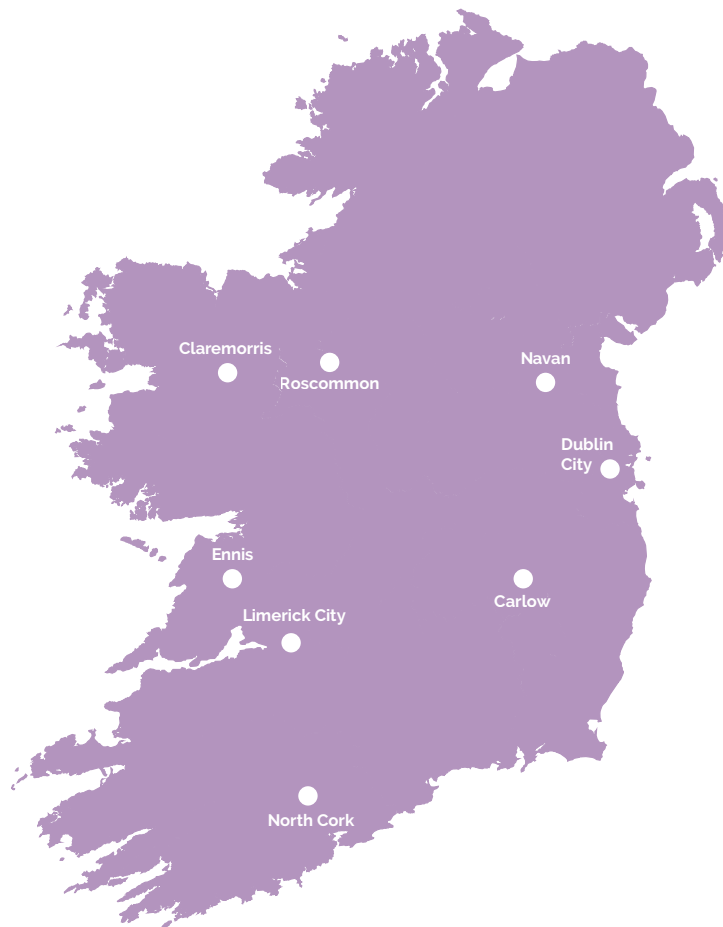 Claremorris
Roscommon
Navan
Dublin
City
Ennis
Limerick City
Carlow
North Cork